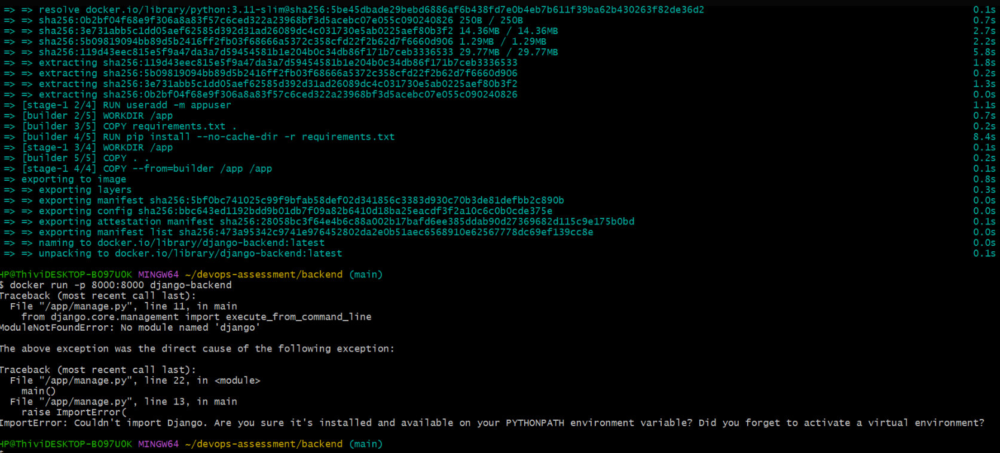 => => resolve docker.io/library/python:3.11-slim@sha256:5be45dbade29bebd6886af6b438fd7e0b4eb7b611f39ba62b430263f82de36d2 0.1s
=> => sha256:0b2bf04f68e9f306a8a83f57c6ced322a23968bf3d5acebc07e055c090240826 250B / 250B 0.7s
=> => sha256:3e731abb5c1dd05aef62585d392d31ad26089dc4c031730e5ab0225aef80b3f2 14.36MB / 14.36MB 2.7s
=> => sha256:5b09819094bb89d5b2416ff2fb03f68666a5372c358cfd22f2b62d7f6660d906 1.29MB / 1.29MB 2.2s
=> => sha256:119d43eec815e5f9a47da3a7d59454581b1e204b0c34db86f171b7ceb3336533 29.77MB / 29.77MB 5.8s
=> => extracting sha256:119d43eec815e5f9a47da3a7d59454581b1e204b0c34db86f171b7ceb3336533 1.8s
=> => extracting sha256:5b09819094bb89d5b2416ff2fb03f68666a5372c358cfd22f2b62d7f6660d906 0.2s
=> => extracting sha256:3e731abb5c1dd05aef62585d392d31ad26089dc4c031730e5ab0225aef80b3f2 1.3s
=> => extracting sha256:0b2bf04f68e9f306a8a83f57c6ced322a23968bf3d5acebc07e055c090240826 0.0s
=> [stage-1 2/4] RUN useradd -m appuser 1.1s
=> [builder 2/5] WORKDIR /app 0.7s
=> [builder 3/5] COPY requirements.txt . 0.2s
=> [builder 4/5] RUN pip install --no-cache-dir -r requirements.txt 8.4s
=> [stage-1 3/4] WORKDIR /app 0.1s
=> [builder 5/5] COPY . . 0.2s
=> [stage-1 4/4] COPY --from=builder /app /app 0.1s
=> exporting to image 0.8s
=> => exporting layers 0.3s
=> => exporting manifest sha256:5bf0bc741025c99f9bfab58def02d341856c3383d930c70b3de81defbb2c890b 0.0s
=> => exporting config sha256:bbc643ed1192bdd9b01db7f09a82b6410d18ba25eacdf3f2a10c6c0b0cde375e 0.0s
=> => exporting attestation manifest sha256:28058bc3f64e4b6c88a002b17bafd6ee385ddab90d27369682d115c9e175b0bd 0.1s
=> => exporting manifest list sha256:473a95342c9741e976452802da2e0b51aec6568910e62567778dc69ef139cc8e 0.0s
=> => naming to docker.io/library/django-backend:latest 0.0s
=> => unpacking to docker.io/library/django-backend:latest 0.1s
HP@ThiviDESKTOP-B097U0K MINGW64 ~/devops-assessment/backend (main)
$ docker run -p 8000:8000 django-backend
Traceback (most recent call last):
File "/app/manage.py", line 11, in main
from django.core.management import execute_from_command_line
ModuleNotFoundError: No module named 'django'
The above exception was the direct cause of the following exception:
Traceback (most recent call last):
File "/app/manage.py", line 22, in <module>
main()
File "/app/manage.py", line 13, in main
raise ImportError(
ImportError: Couldn't import Django. Are you sure it's installed and available on your PYTHONPATH environment variable? Did you forget to activate a virtual environment?
HP@ThiviDESKTOP-B097U0K MINGW64 ~/devops-assessment/backend (main)